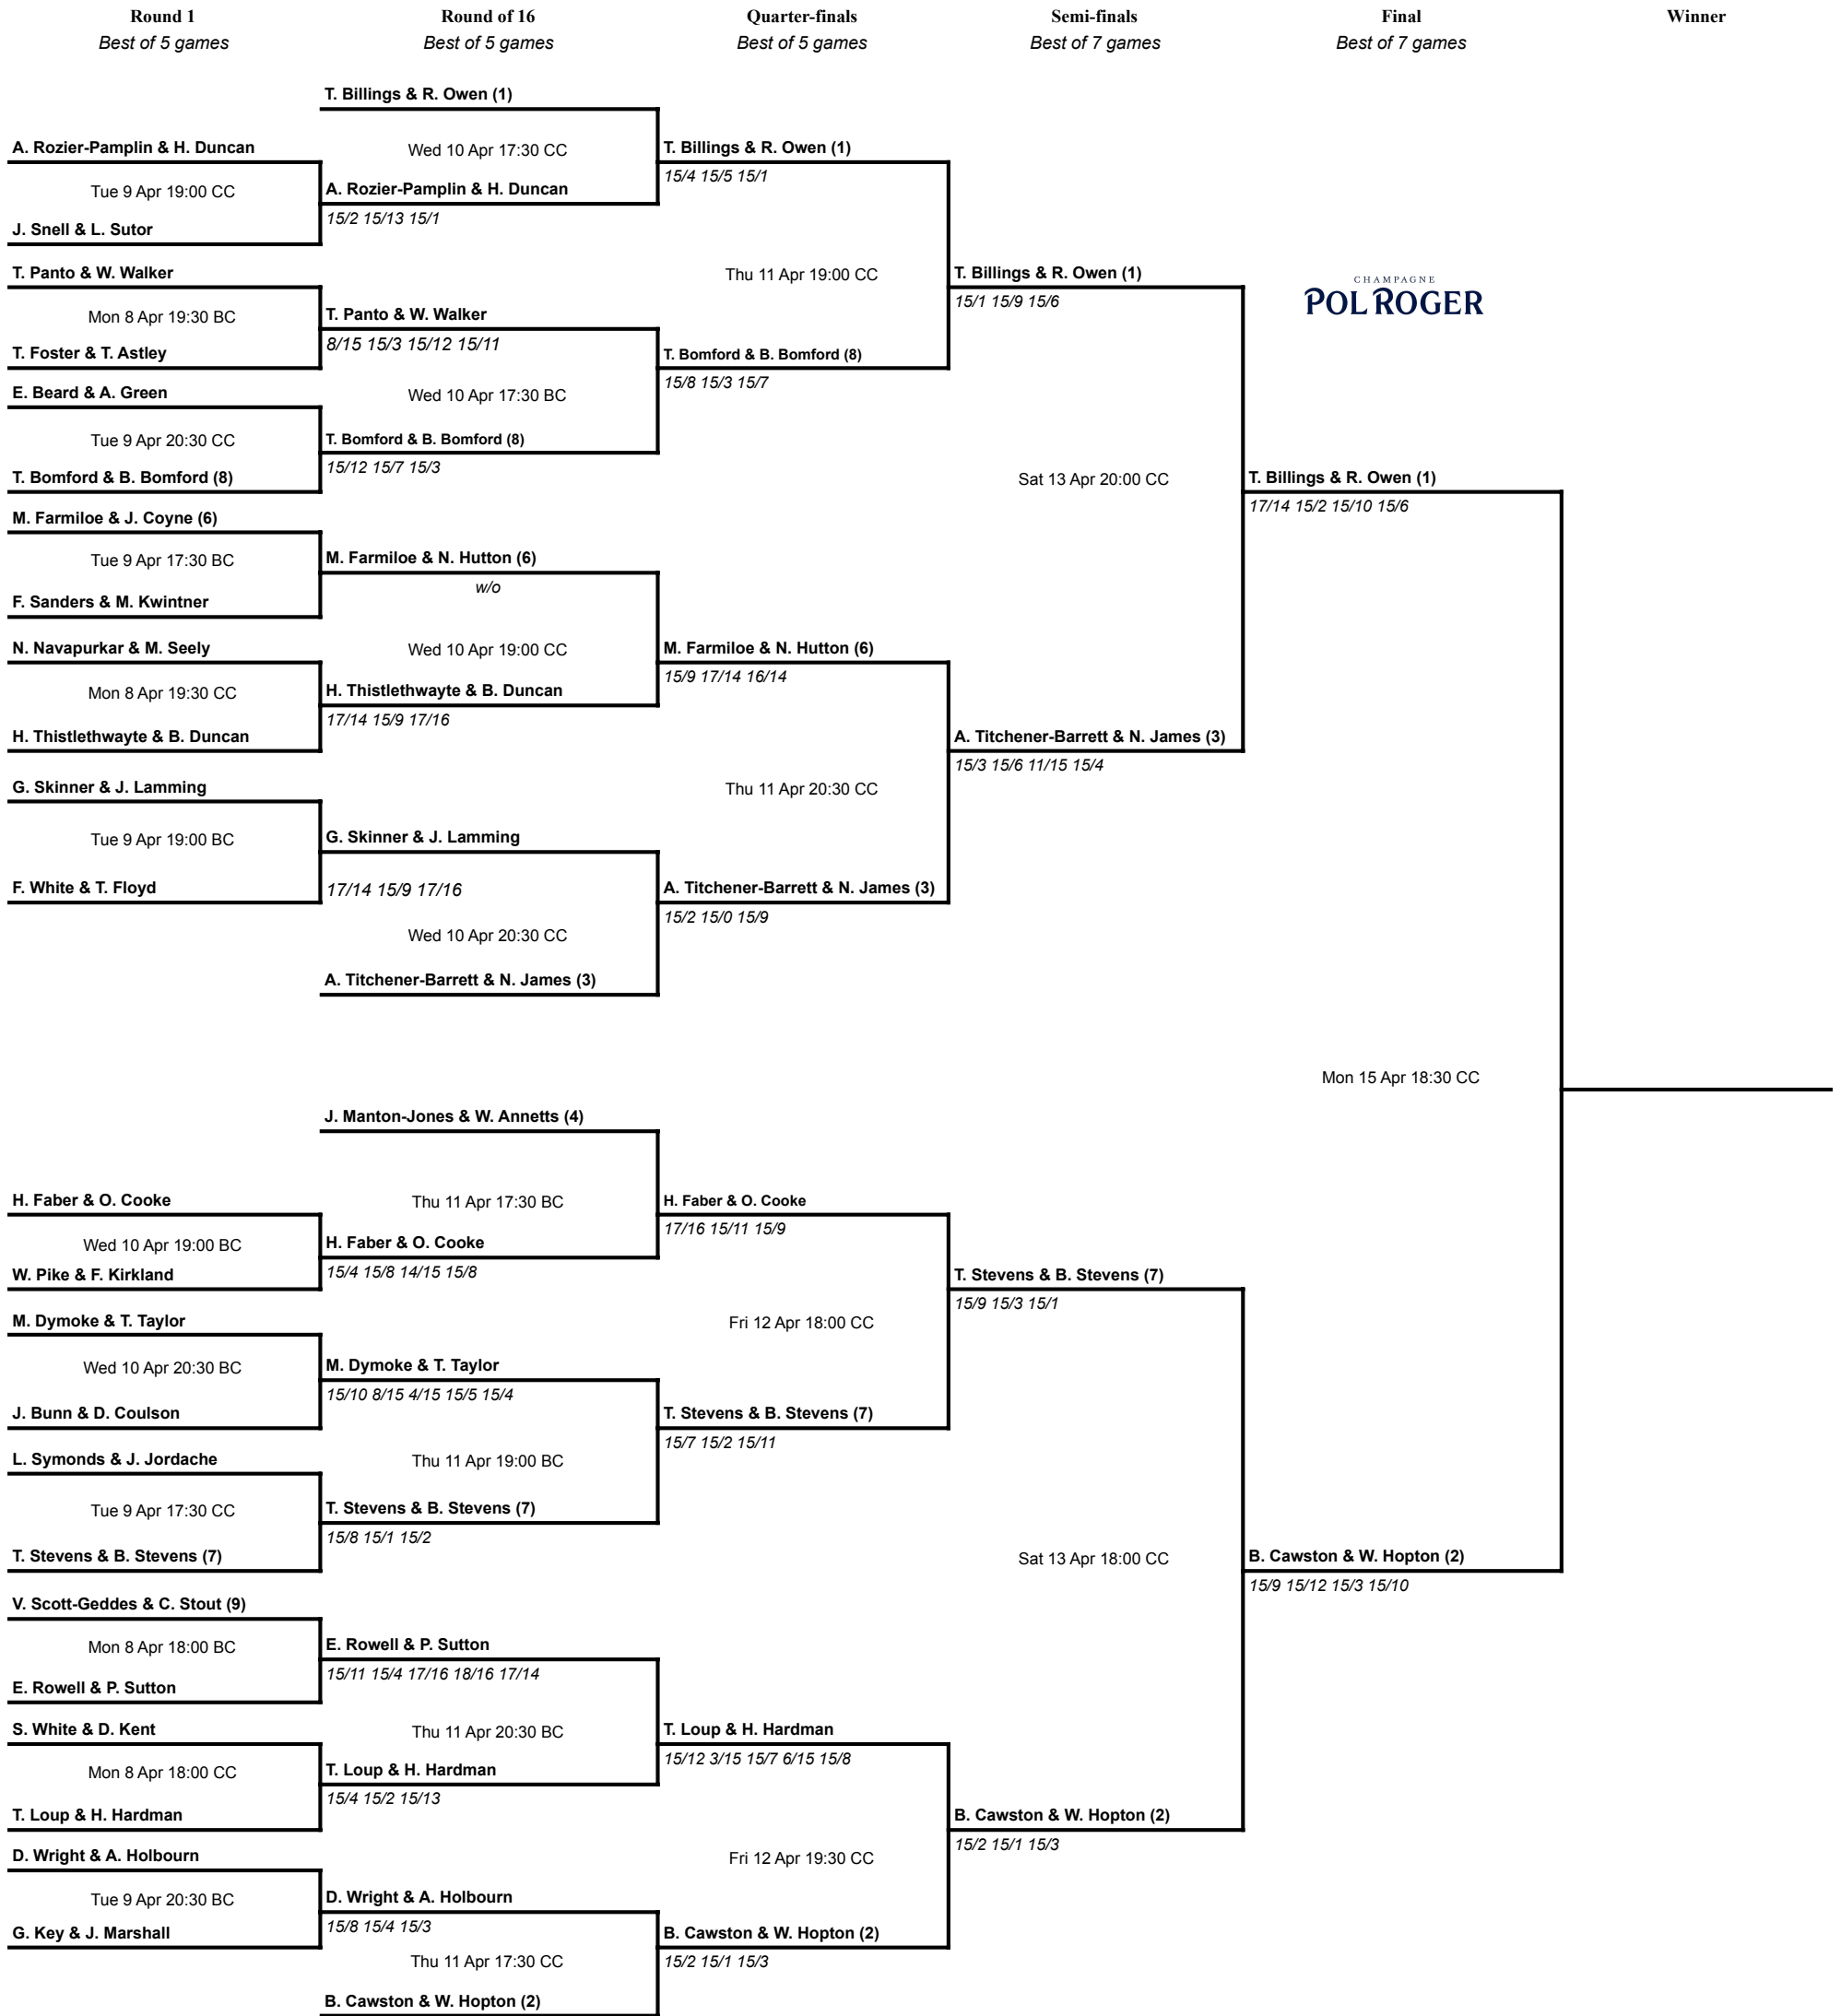 Round 1 Round of 16 Quarter-finals Semi-finals Final Winner
Best of 5 games Best of 5 games Best of 5 games Best of 7 games Best of 7 games
T. Billings & R. Owen (1)
A. Rozier-Pamplin & H. Duncan Wed 10 Apr 17:30 CC T. Billings & R. Owen (1)
15/4 15/5 15/1
Tue 9 Apr 19:00 CC A. Rozier-Pamplin & H. Duncan
15/2 15/13 15/1
J. Snell & L. Sutor
T. Panto & W. Walker Thu 11 Apr 19:00 CC T. Billings & R. Owen (1)
CHAMPAGNE
POL ROGER
15/1 15/9 15/6
Mon 8 Apr 19:30 BC T. Panto & W. Walker
8/15 15/3 15/12 15/11
T. Foster & T. Astley T. Bomford & B. Bomford (8)
15/8 15/3 15/7
E. Beard & A. Green Wed 10 Apr 17:30 BC
Tue 9 Apr 20:30 CC T. Bomford & B. Bomford (8)
15/12 15/7 15/3
T. Bomford & B. Bomford (8) Sat 13 Apr 20:00 CC T. Billings & R. Owen (1)
17/14 15/2 15/10 15/6
M. Farmiloe & J. Coyne (6)
Tue 9 Apr 17:30 BC M. Farmiloe & N. Hutton (6)
w/o
F. Sanders & M. Kwintner
N. Navapurkar & M. Seely Wed 10 Apr 19:00 CC M. Farmiloe & N. Hutton (6)
15/9 17/14 16/14
Mon 8 Apr 19:30 CC H. Thistlethwayte & B. Duncan
17/14 15/9 17/16
H. Thistlethwayte & B. Duncan A. Titchener-Barrett & N. James (3)
15/3 15/6 11/15 15/4
G. Skinner & J. Lamming Thu 11 Apr 20:30 CC
Tue 9 Apr 19:00 BC G. Skinner & J. Lamming
F. White & T. Floyd 17/14 15/9 17/16 A. Titchener-Barrett & N. James (3)
15/2 15/0 15/9
Wed 10 Apr 20:30 CC
A. Titchener-Barrett & N. James (3)
Mon 15 Apr 18:30 CC
J. Manton-Jones & W. Annetts (4)
H. Faber & O. Cooke Thu 11 Apr 17:30 BC H. Faber & O. Cooke
17/16 15/11 15/9
Wed 10 Apr 19:00 BC H. Faber & O. Cooke
15/4 15/8 14/15 15/8
W. Pike & F. Kirkland T. Stevens & B. Stevens (7)
15/9 15/3 15/1
M. Dymoke & T. Taylor Fri 12 Apr 18:00 CC
Wed 10 Apr 20:30 BC M. Dymoke & T. Taylor
15/10 8/15 4/15 15/5 15/4
J. Bunn & D. Coulson T. Stevens & B. Stevens (7)
15/7 15/2 15/11
L. Symonds & J. Jordache Thu 11 Apr 19:00 BC
Tue 9 Apr 17:30 CC T. Stevens & B. Stevens (7)
15/8 15/1 15/2
T. Stevens & B. Stevens (7) Sat 13 Apr 18:00 CC B. Cawston & W. Hopton (2)
15/9 15/12 15/3 15/10
V. Scott-Geddes & C. Stout (9)
Mon 8 Apr 18:00 BC E. Rowell & P. Sutton
15/11 15/4 17/16 18/16 17/14
E. Rowell & P. Sutton
S. White & D. Kent Thu 11 Apr 20:30 BC T. Loup & H. Hardman
15/12 3/15 15/7 6/15 15/8
Mon 8 Apr 18:00 CC T. Loup & H. Hardman
15/4 15/2 15/13
T. Loup & H. Hardman B. Cawston & W. Hopton (2)
15/2 15/1 15/3
D. Wright & A. Holbourn Fri 12 Apr 19:30 CC
Tue 9 Apr 20:30 BC D. Wright & A. Holbourn
15/8 15/4 15/3
G. Key & J. Marshall B. Cawston & W. Hopton (2)
Thu 11 Apr 17:30 CC 15/2 15/1 15/3
B. Cawston & W. Hopton (2)